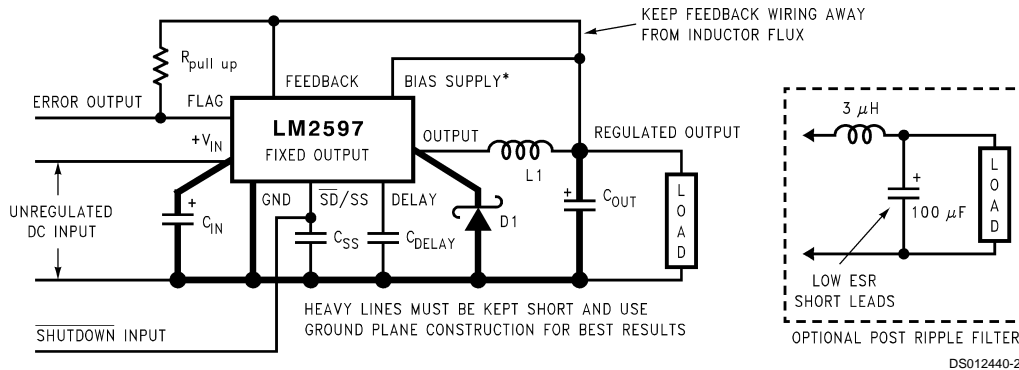 KEEP FEEDBACK WIRING AWAY
FROM INDUCTOR FLUX
Rpull up
FEEDBACK
BIAS SUPPLY*
ERROR OUTPUT
FLAG
LM2597
FIXED OUTPUT
+VIN
OUTPUT
REGULATED OUTPUT
L1
UNREGULATED
DC INPUT
+
CIN
GND
SD/SS
DELAY
CSS
CDELAY
D1
+
COUT
LOAD
HEAVY LINES MUST BE KEPT SHORT AND USE
GROUND PLANE CONSTRUCTION FOR BEST RESULTS
SHUTDOWN INPUT
3 μH
+
100 μF
LOAD
LOW ESR
SHORT LEADS
OPTIONAL POST RIPPLE FILTER
DS012440-2